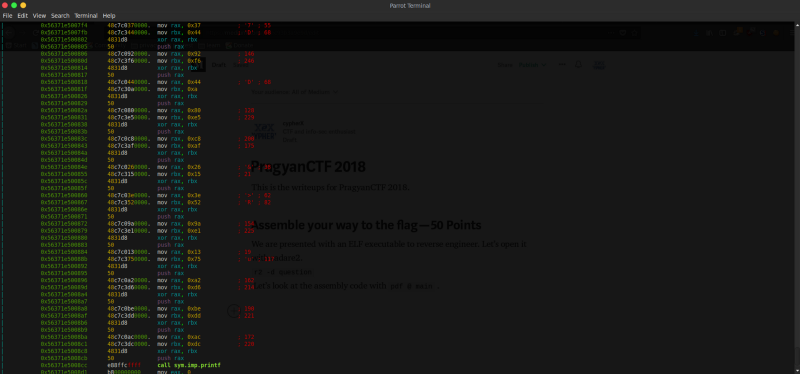 Parrot Terminal
File Edit View Search Terminal Help
0x56371e5007f4 48c7c0370000. mov rax, 0x37 ; '7' ; 55
0x56371e5007fb 48c7c3440000. mov rbx, 0x44 ; 'D' ; 68
0x56371e500802 4831d8 xor rax, rbx
0x56371e500805 50 push rax
0x56371e500806 48c7c0920000. mov rax, 0x92 ; 146
0x56371e50080d 48c7c3f60000. mov rbx, 0xf6 ; 246
0x56371e500814 4831d8 xor rax, rbx
0x56371e500817 50 push rax
0x56371e500818 48c7c0440000. mov rax, 0x44 ; 'D' ; 68
0x56371e50081f 48c7c30a0000. mov rbx, 0xa
0x56371e500826 4831d8 xor rax, rbx
0x56371e500829 50 push rax
0x56371e50082a 48c7c0800000. mov rax, 0x80 ; 128
0x56371e500831 48c7c3e50000. mov rbx, 0xe5 ; 229
0x56371e500838 4831d8 xor rax, rbx
0x56371e50083b 50 push rax
0x56371e50083c 48c7c0c80000. mov rax, 0xc8 ; 200
0x56371e500843 48c7c3af0000. mov rbx, 0xaf ; 175
0x56371e50084a 4831d8 xor rax, rbx
0x56371e50084d 50 push rax
0x56371e50084e 48c7c0260000. mov rax, 0x26
0x56371e500855 48c7c3150000. mov rbx, 0x15
0x56371e50085c 4831d8 xor rax, rbx
0x56371e50085f 50 push rax
0x56371e500860 48c7c03e0000. mov rax, 0x3e ; '>' ; 62
0x56371e500867 48c7c3520000. mov rbx, 0x52 ; 'R' ; 82
0x56371e50086e 4831d8 xor rax, rbx
0x56371e500871 50 push rax
0x56371e500872 48c7c09a0000. mov rax, 0x9a
0x56371e500879 48c7c3e10000. mov rbx, 0xe1
0x56371e500880 4831d8 xor rax, rbx
0x56371e500883 50 push rax
0x56371e500884 48c7c0130000. mov rax, 0x13
0x56371e50088b 48c7c3750000. mov rbx, 0x75
0x56371e500892 4831d8 xor rax, rbx
0x56371e500895 50 push rax
0x56371e500896 48c7c0a20000. mov rax, 0xa2 ; 162
0x56371e50089d 48c7c3d60000. mov rbx, 0xd6 ; 214
0x56371e5008a4 4831d8 xor rax, rbx
0x56371e5008a7 50 push rax
0x56371e5008a8 48c7c0be0000. mov rax, 0xbe ; 190
0x56371e5008af 48c7c3dd0000. mov rbx, 0xdd ; 221
0x56371e5008b6 4831d8 xor rax, rbx
0x56371e5008b9 50 push rax
0x56371e5008ba 48c7c0ac0000. mov rax, 0xac ; 172
0x56371e5008c1 48c7c3dc0000. mov rbx, 0xdc ; 220
0x56371e5008c8 4831d8 xor rax, rbx
0x56371e5008cb 50 push rax
0x56371e5008cc e88ffcffff call sym.imp.printf
0x56371e5008d1 b800000000 mov eax, 0
PragyanCTF 2018
This is the writeups for PragyanCTF 2018.
Assemble your way to the flag — 50 Points
We are presented with an ELF executable to reverse engineer. Let's open it
Let's look at the assembly code with